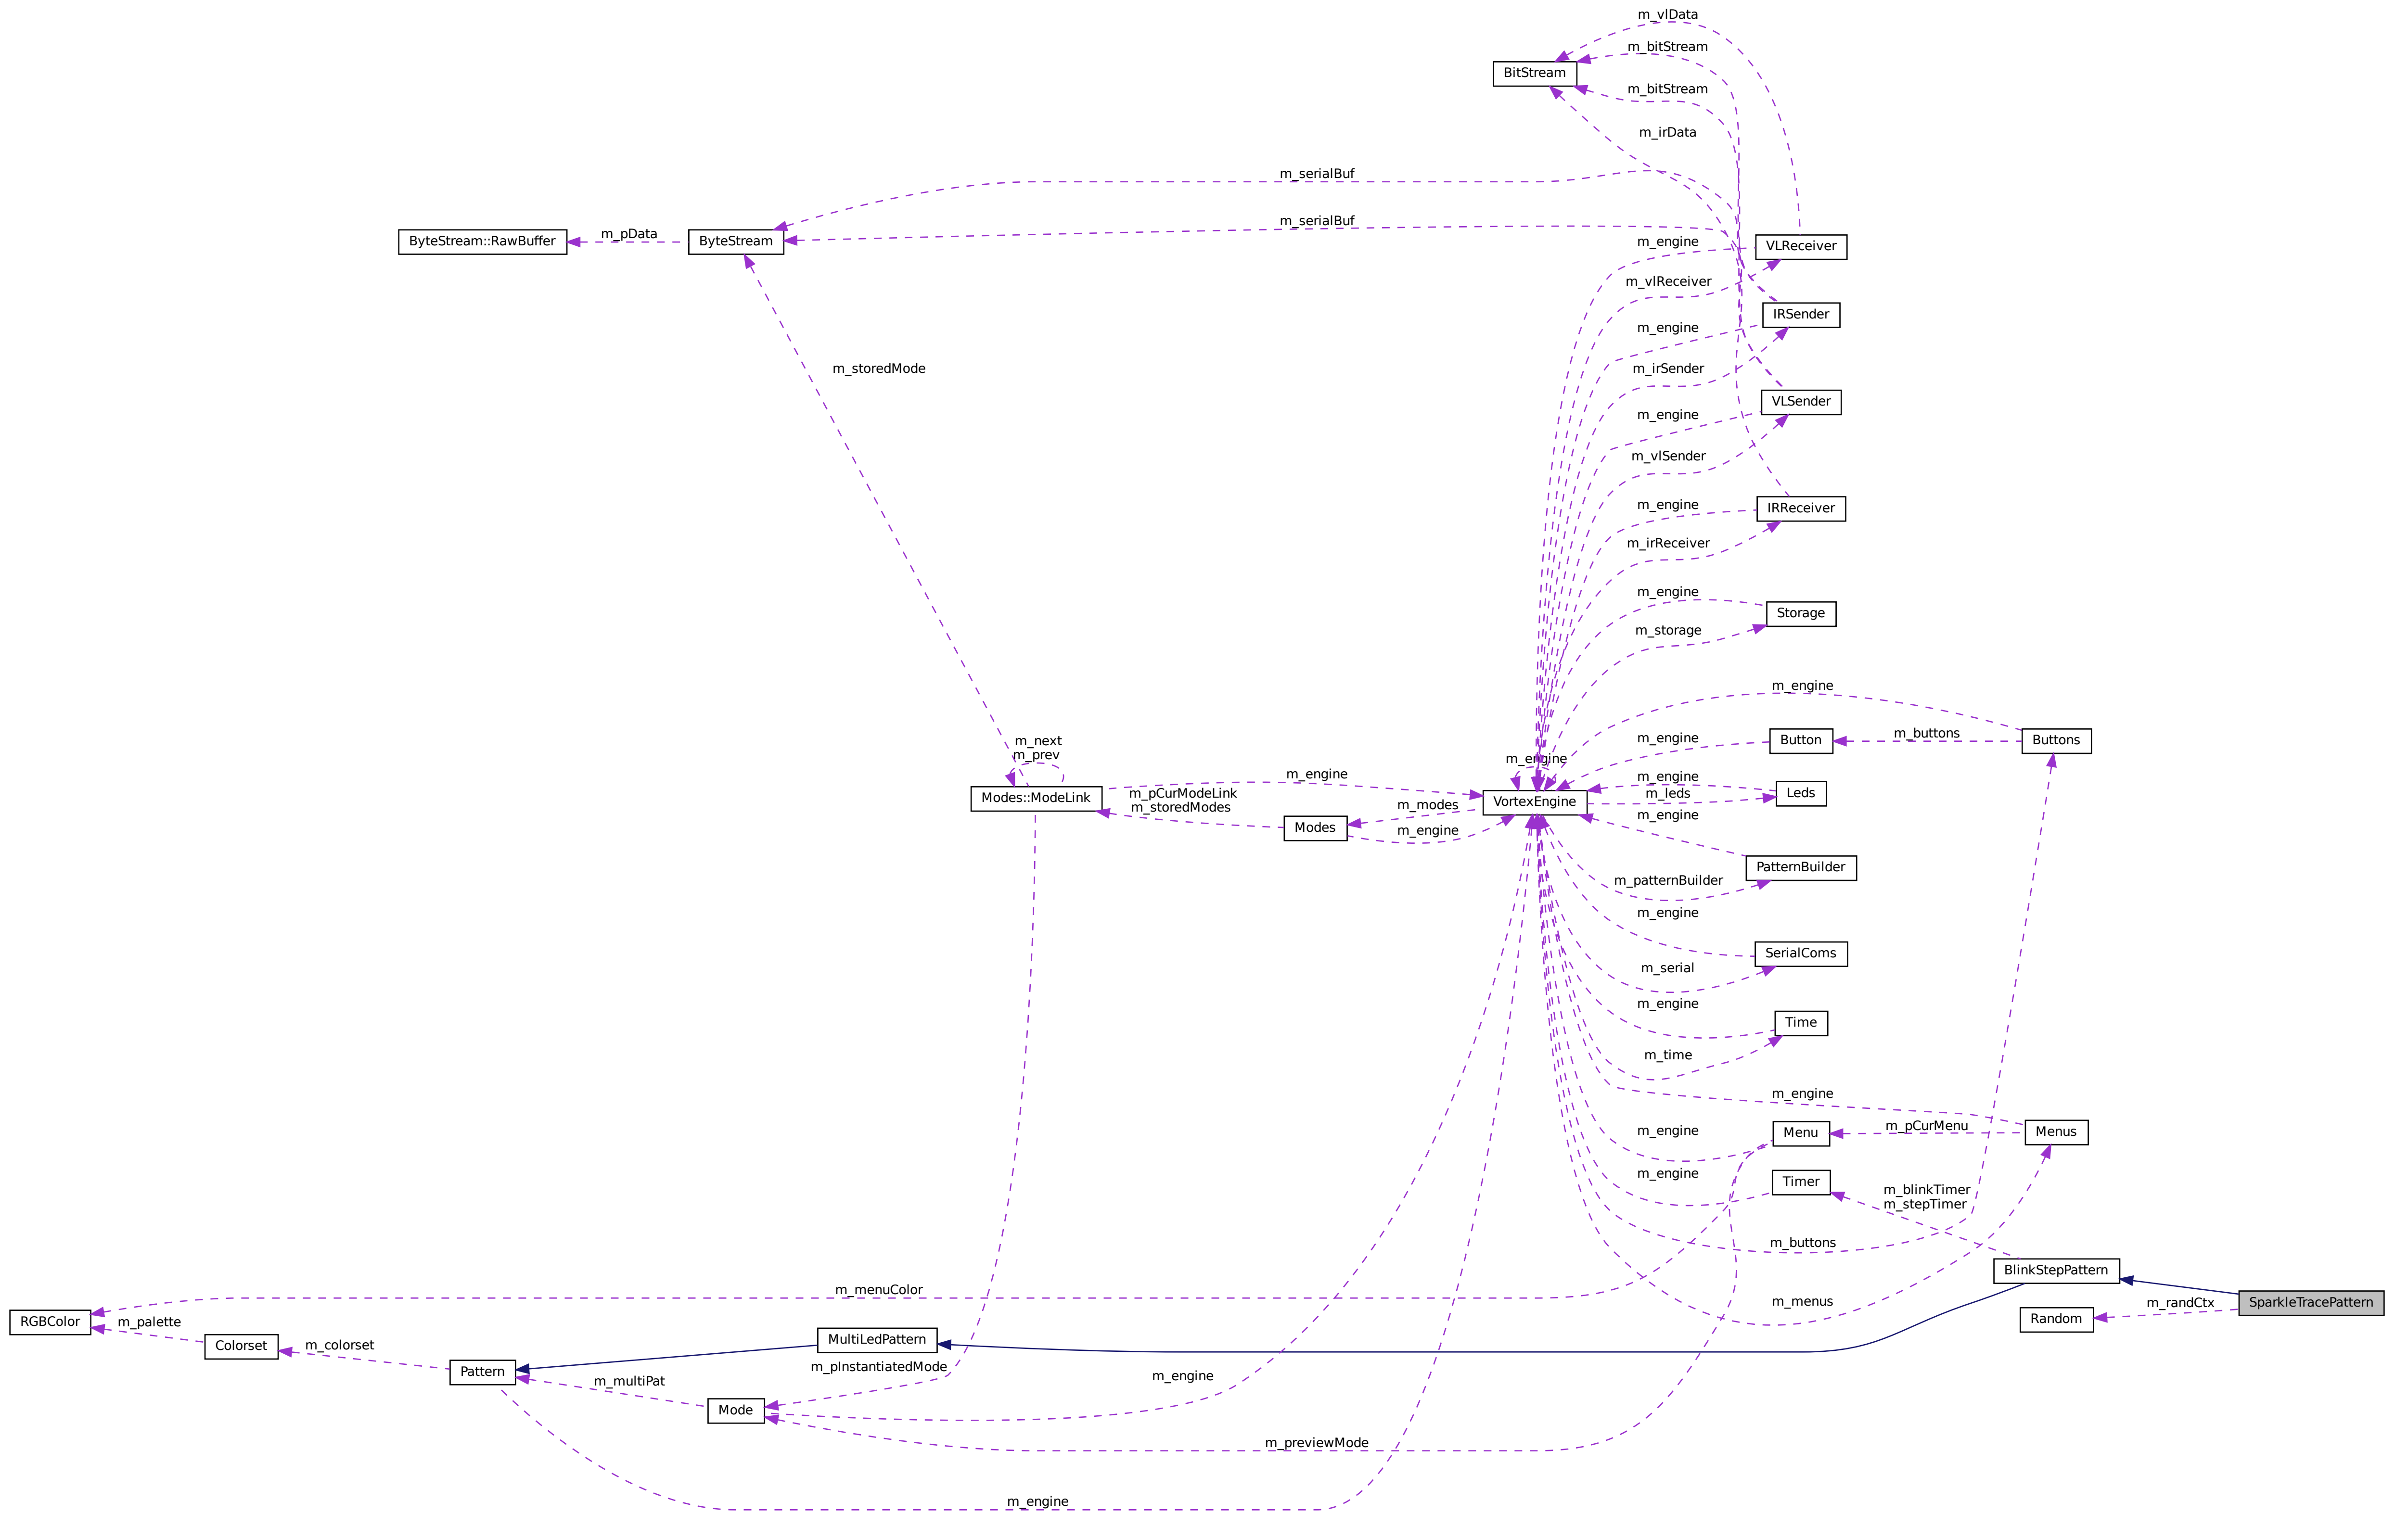 m_vlData
m_bitStream
BitStream
m_bitStream
m_irData
m_serialBuf
m_serialBuf
ByteStream::RawBuffer
m_pData
ByteStream
m_engine
VLReceiver
m_vlReceiver
IRSender
m_engine
m_storedMode
m_irSender
VLSender
m_engine
m_vlSender
m_engine
IRReceiver
m_irReceiver
m_engine
Storage
m_storage
m_engine
m_next
m_prev
m_engine
Button
m_buttons
Buttons
m_engine
m_engine
m_engine
Modes::ModeLink
m_pCurModeLink
m_storedModes
m_modes
VortexEngine
m_leds
Leds
Modes
m_engine
m_engine
PatternBuilder
m_patternBuilder
m_engine
SerialComs
m_serial
m_engine
Time
m_time
m_engine
m_engine
Menu
m_pCurMenu
Menus
m_engine
Timer
m_blinkTimer
m_stepTimer
m_buttons
BlinkStepPattern
m_menuColor
m_menus
m_randCtx
SparkleTracePattern
RGBColor
m_palette
Random
Colorset
m_colorset
MultiLedPattern
Pattern
m_pInstantiatedMode
m_multiPat
m_engine
Mode
m_previewMode
m_engine